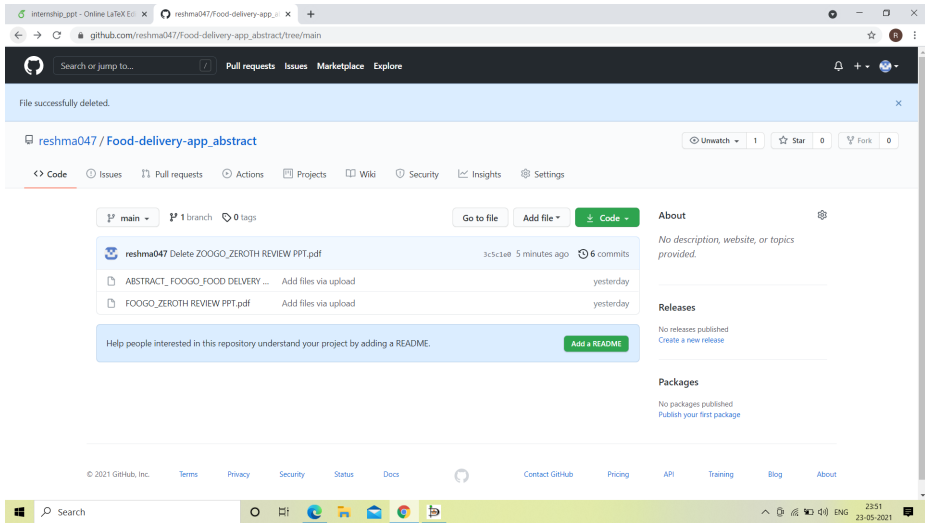 internship_ppt - Online LaTeX Edi
reshma047/Food-delivery-app_a
github.com/reshma047/Food-delivery-app_abstract/tree/main
R
Search or jump to...
/
Pull requests Issues Marketplace Explore
File successfully deleted.
reshma047 / Food-delivery-app_abstract
Unwatch 1 Star 0 Fork 0
Code Issues Pull requests Actions Projects Wiki Security Insights Settings
main 1 branch 0 tags Go to file Add file Code
reshma047 Delete ZOOGO_ZEROTH REVIEW PPT.pdf 3c5c1e0 5 minutes ago 6 commits
ABSTRACT_ FOOGO_FOOD DELVERY ... Add files via upload yesterday
FOOGO_ZEROTH REVIEW PPT.pdf Add files via upload yesterday
Help people interested in this repository understand your project by adding a README. Add a README
About
No description, website, or topics
provided.
Releases
No releases published
Create a new release
Packages
No packages published
Publish your first package
© 2021 GitHub, Inc. Terms Privacy Security Status Docs Contact GitHub Pricing API Training Blog About
Search
ENG
23:51
23-05-2021